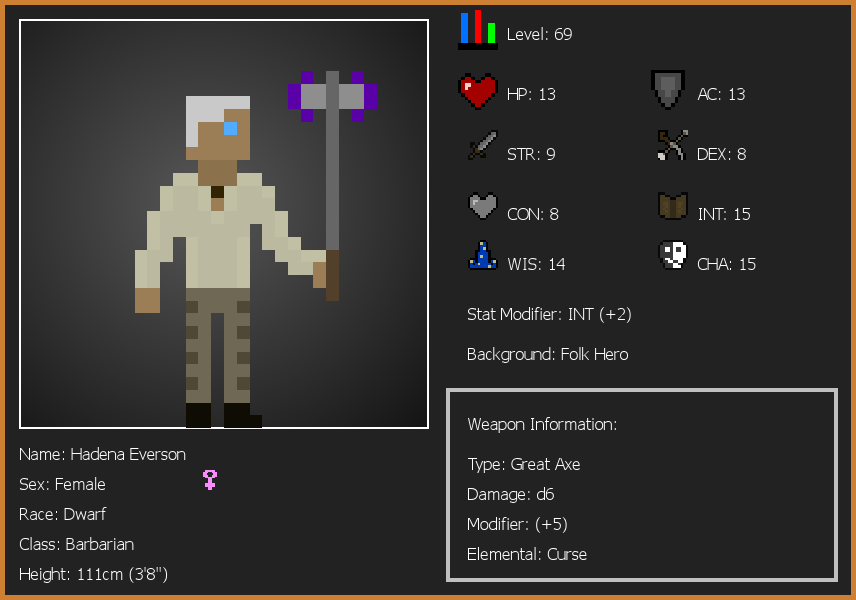 Level: 69
HP: 13
AC: 13
STR: 9
DEX: 8
CON: 8
INT: 15
WIS: 14
CHA: 15
Stat Modifier: INT (+2)
Background: Folk Hero
Weapon Information:
Type: Great Axe
Damage: d6
Modifier: (+5)
Elemental: Curse
Name: Hadena Everson
Sex: Female
Race: Dwarf
Class: Barbarian
Height: 111cm (3'8")